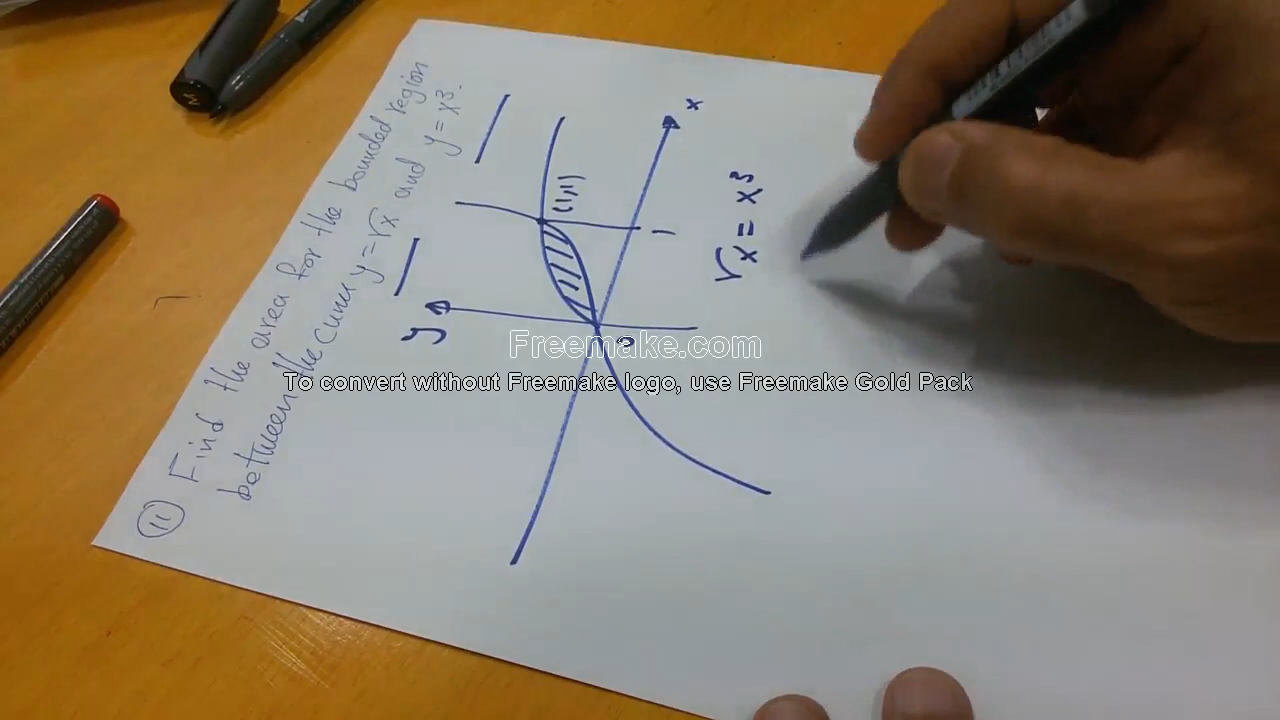 11 Find the area for the bounded region
between the curves y = √x and y = x³.
y
x
(1,1)
1
0
√x = x³
Freemake.com
To convert without Freemake logo, use Freemake Gold Pack